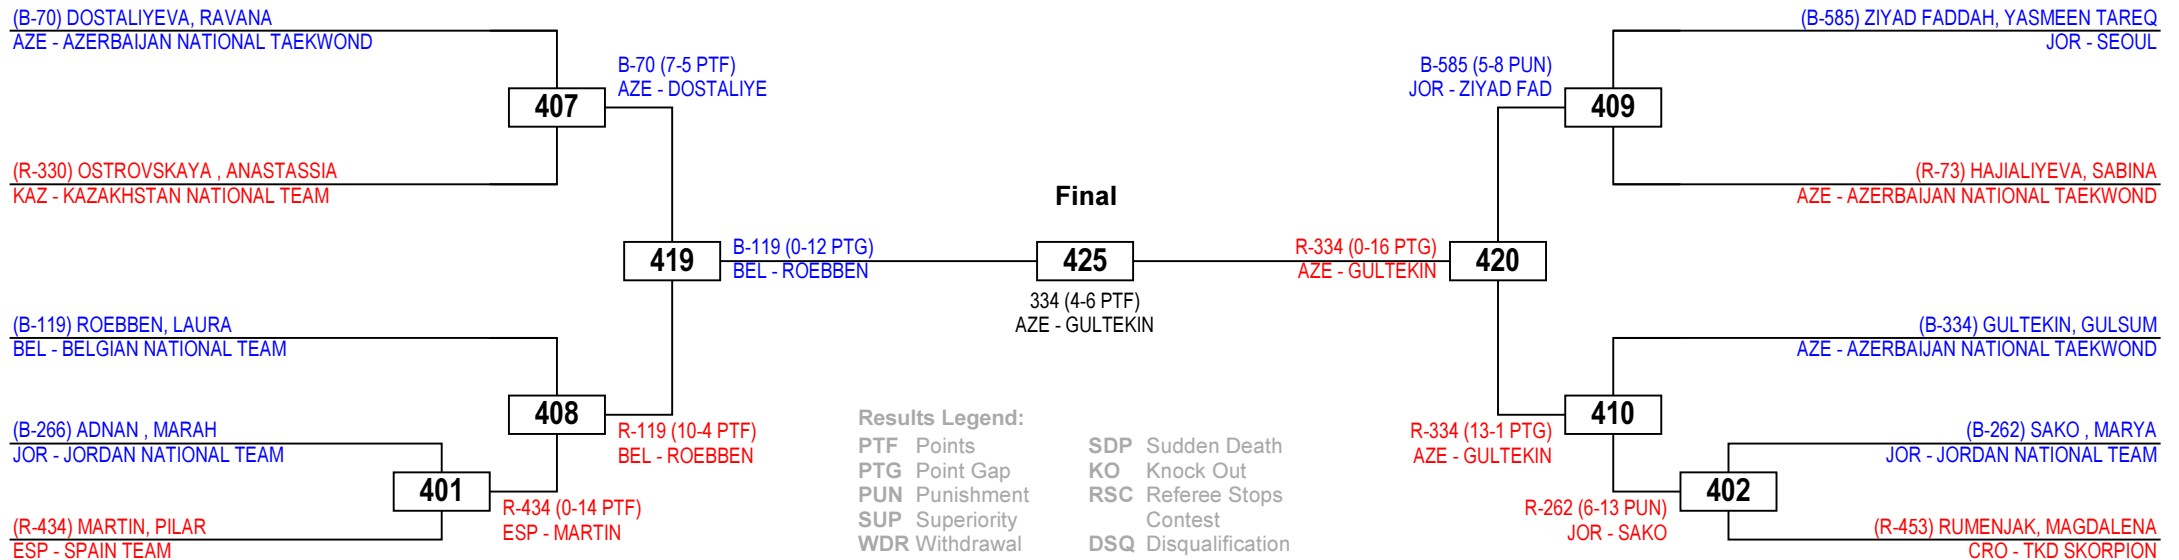 (B-70) DOSTALIYEVA, RAVANA
AZE - AZERBAIJAN NATIONAL TAEKWOND
B-70 (7-5 PTF)
AZE - DOSTALIYE
407
(R-330) OSTROVSKAYA , ANASTASSIA
KAZ - KAZAKHSTAN NATIONAL TEAM
419
B-119 (0-12 PTG)
BEL - ROEBBEN
(B-119) ROEBBEN, LAURA
BEL - BELGIAN NATIONAL TEAM
408
R-119 (10-4 PTF)
BEL - ROEBBEN
(B-266) ADNAN , MARAH
JOR - JORDAN NATIONAL TEAM
401
R-434 (0-14 PTF)
ESP - MARTIN
(R-434) MARTIN, PILAR
ESP - SPAIN TEAM
Final
425
334 (4-6 PTF)
AZE - GULTEKIN
Results Legend:
PTF Points
PTG Point Gap
PUN Punishment
SUP Superiority
WDR Withdrawal
SDP Sudden Death
KO Knock Out
RSC Referee Stops
Contest
DSQ Disqualification
(B-585) ZIYAD FADDAH, YASMEEN TAREQ
JOR - SEOUL
B-585 (5-8 PUN)
JOR - ZIYAD FAD
409
(R-73) HAJIALIYEVA, SABINA
AZE - AZERBAIJAN NATIONAL TAEKWOND
R-334 (0-16 PTG)
AZE - GULTEKIN
420
(B-334) GULTEKIN, GULSUM
AZE - AZERBAIJAN NATIONAL TAEKWOND
410
R-334 (13-1 PTG)
AZE - GULTEKIN
(B-262) SAKO , MARYA
JOR - JORDAN NATIONAL TEAM
402
R-262 (6-13 PUN)
JOR - SAKO
(R-453) RUMENJAK, MAGDALENA
CRO - TKD SKORPION